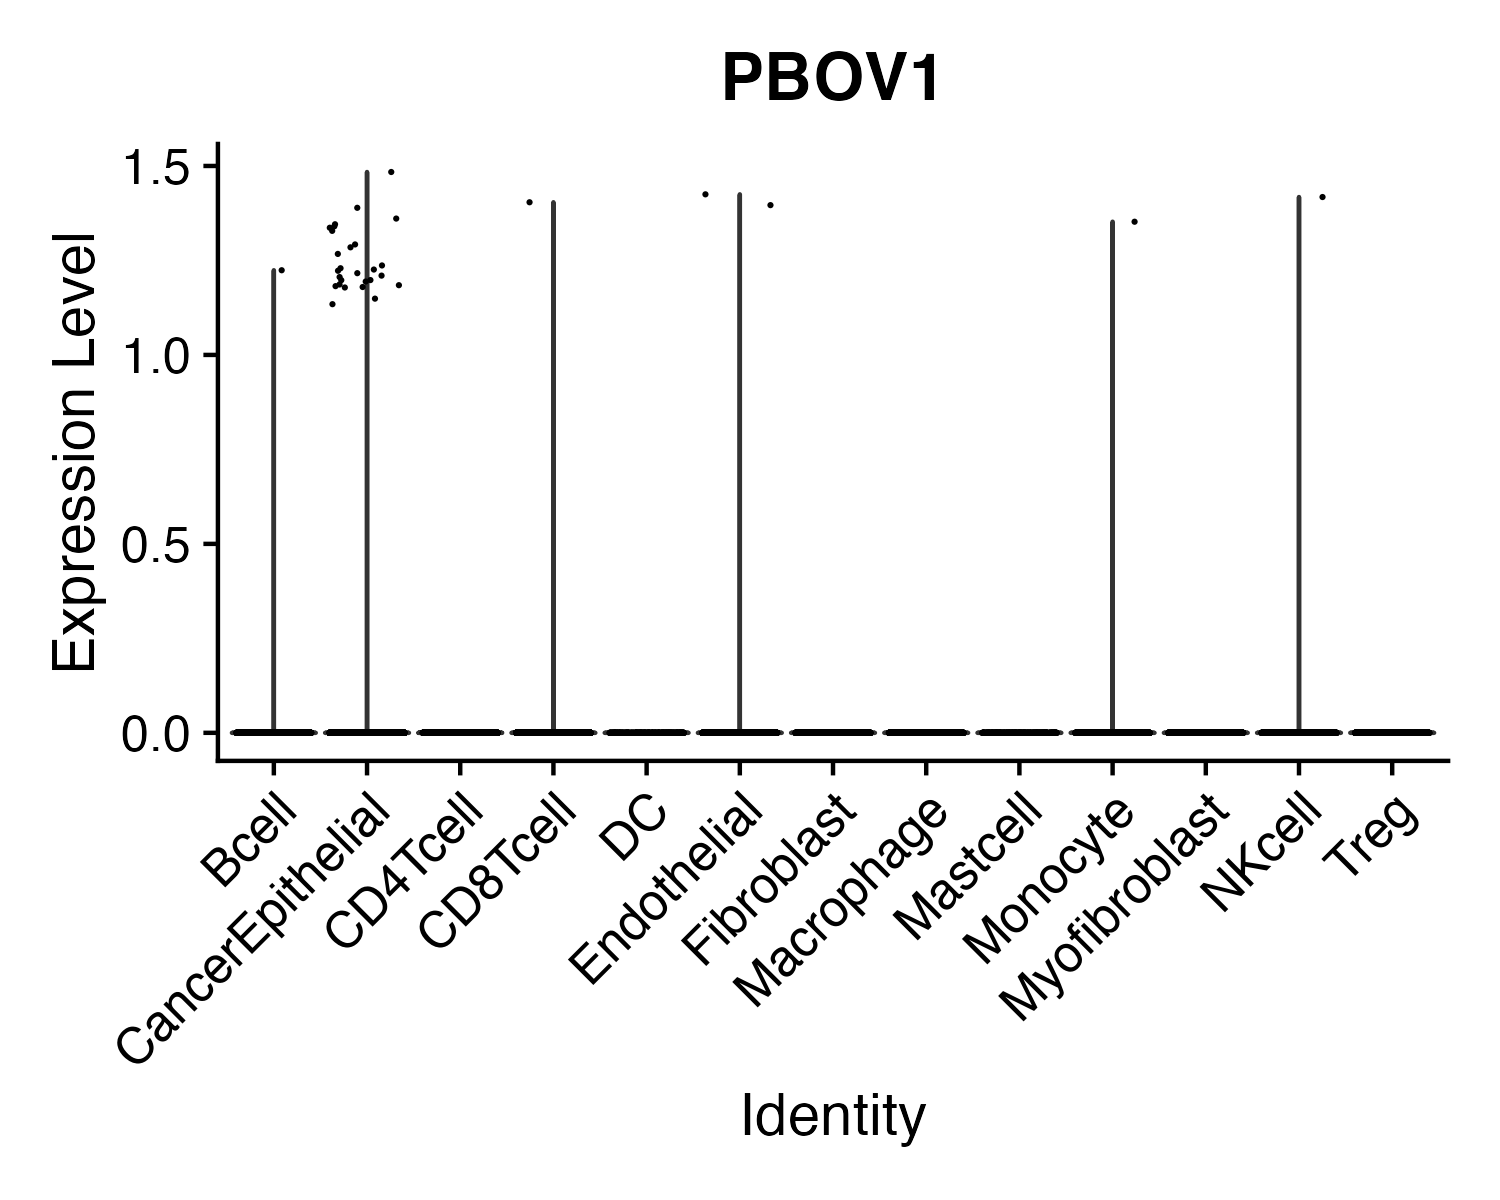 PBOV1
Expression Level
1.5
1.0
0.5
0.0
Bcell
CancerEpithelial
CD4Tcell
CD8Tcell
DC
Endothelial
Fibroblast
Macrophage
Mastcell
Monocyte
Myofibroblast
NKcell
Treg
Identity